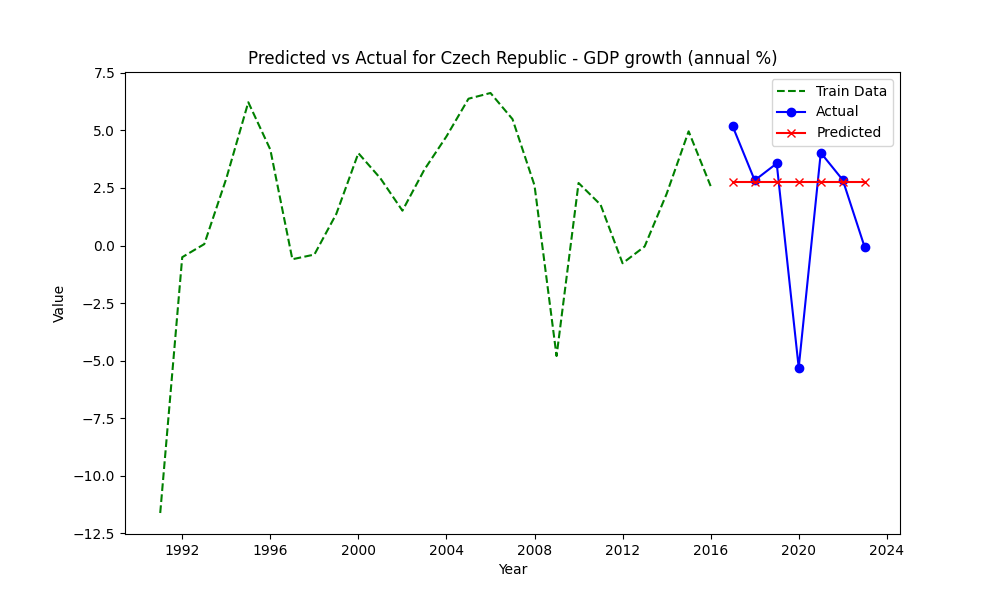 Predicted vs Actual for Czech Republic - GDP growth (annual %)
7.5
5.0
2.5
0.0
−2.5
−5.0
−7.5
−10.0
−12.5
Value
Train Data
Actual
Predicted
1992 1996 2000 2004 2008 2012 2016 2020 2024
Year